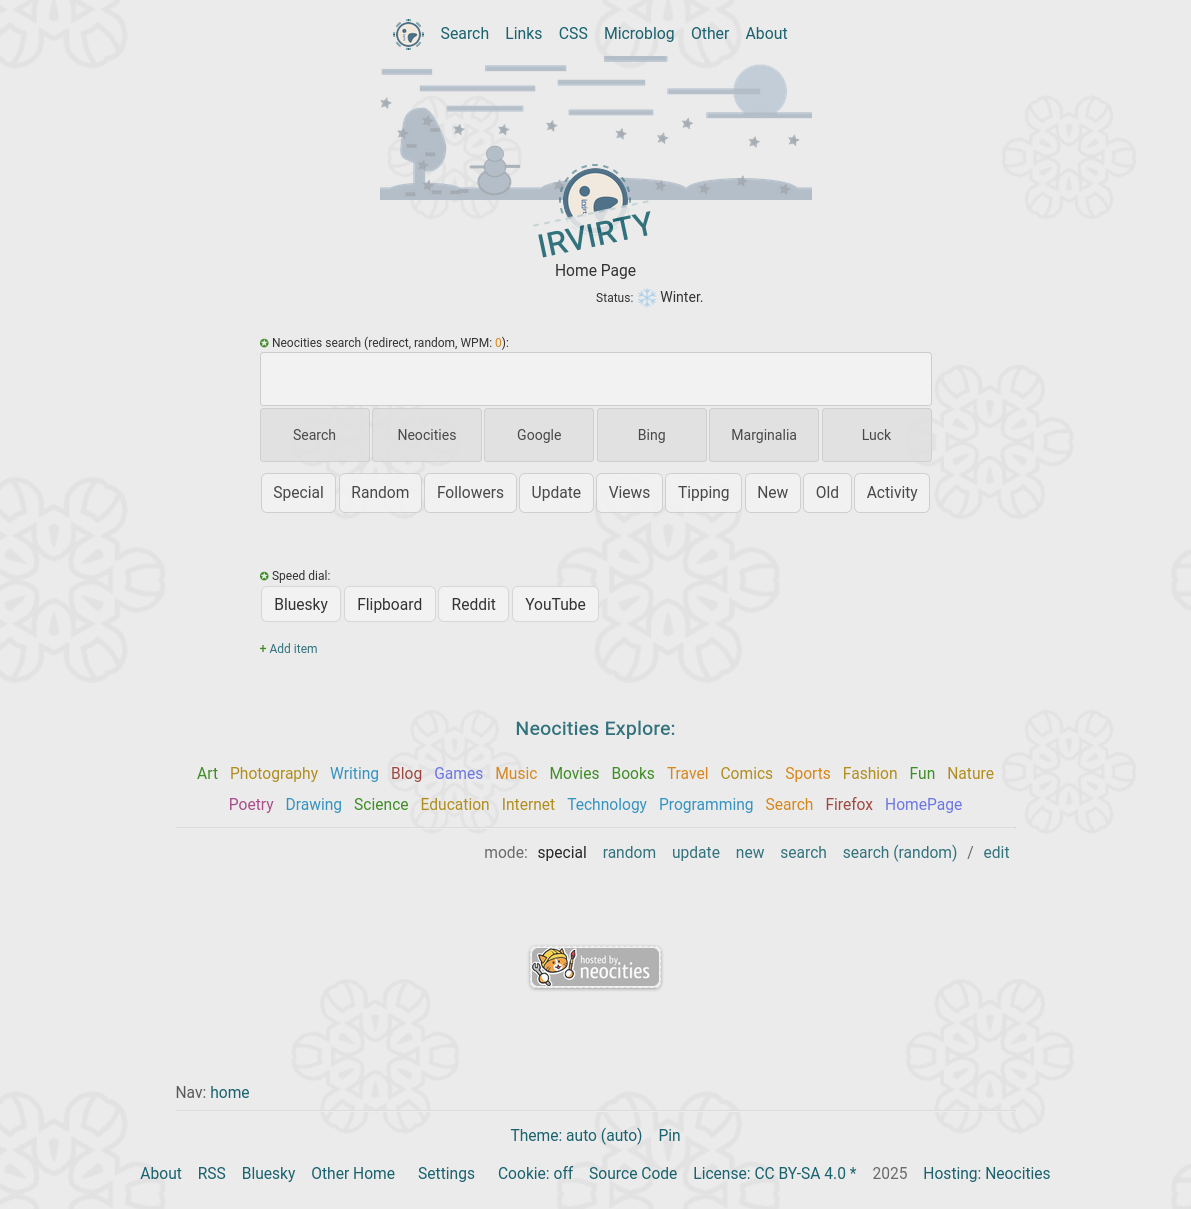 Search Links CSS Microblog Other About
IRVIRTY
Home Page
Status: ❄️ Winter.
✪ Neocities search (redirect, random, WPM: 0):
Search Neocities Google Bing Marginalia Luck
Special Random Followers Update Views Tipping New Old Activity
✪ Speed dial:
Bluesky Flipboard Reddit YouTube
+ Add item
Neocities Explore:
Art Photography Writing Blog Games Music Movies Books Travel Comics Sports Fashion Fun Nature
Poetry Drawing Science Education Internet Technology Programming Search Firefox HomePage
mode: special random update new search search (random) / edit
hosted by
neocities
Nav: home
Theme: auto (auto) Pin
About RSS Bluesky Other Home Settings Cookie: off Source Code License: CC BY-SA 4.0 * 2025 Hosting: Neocities